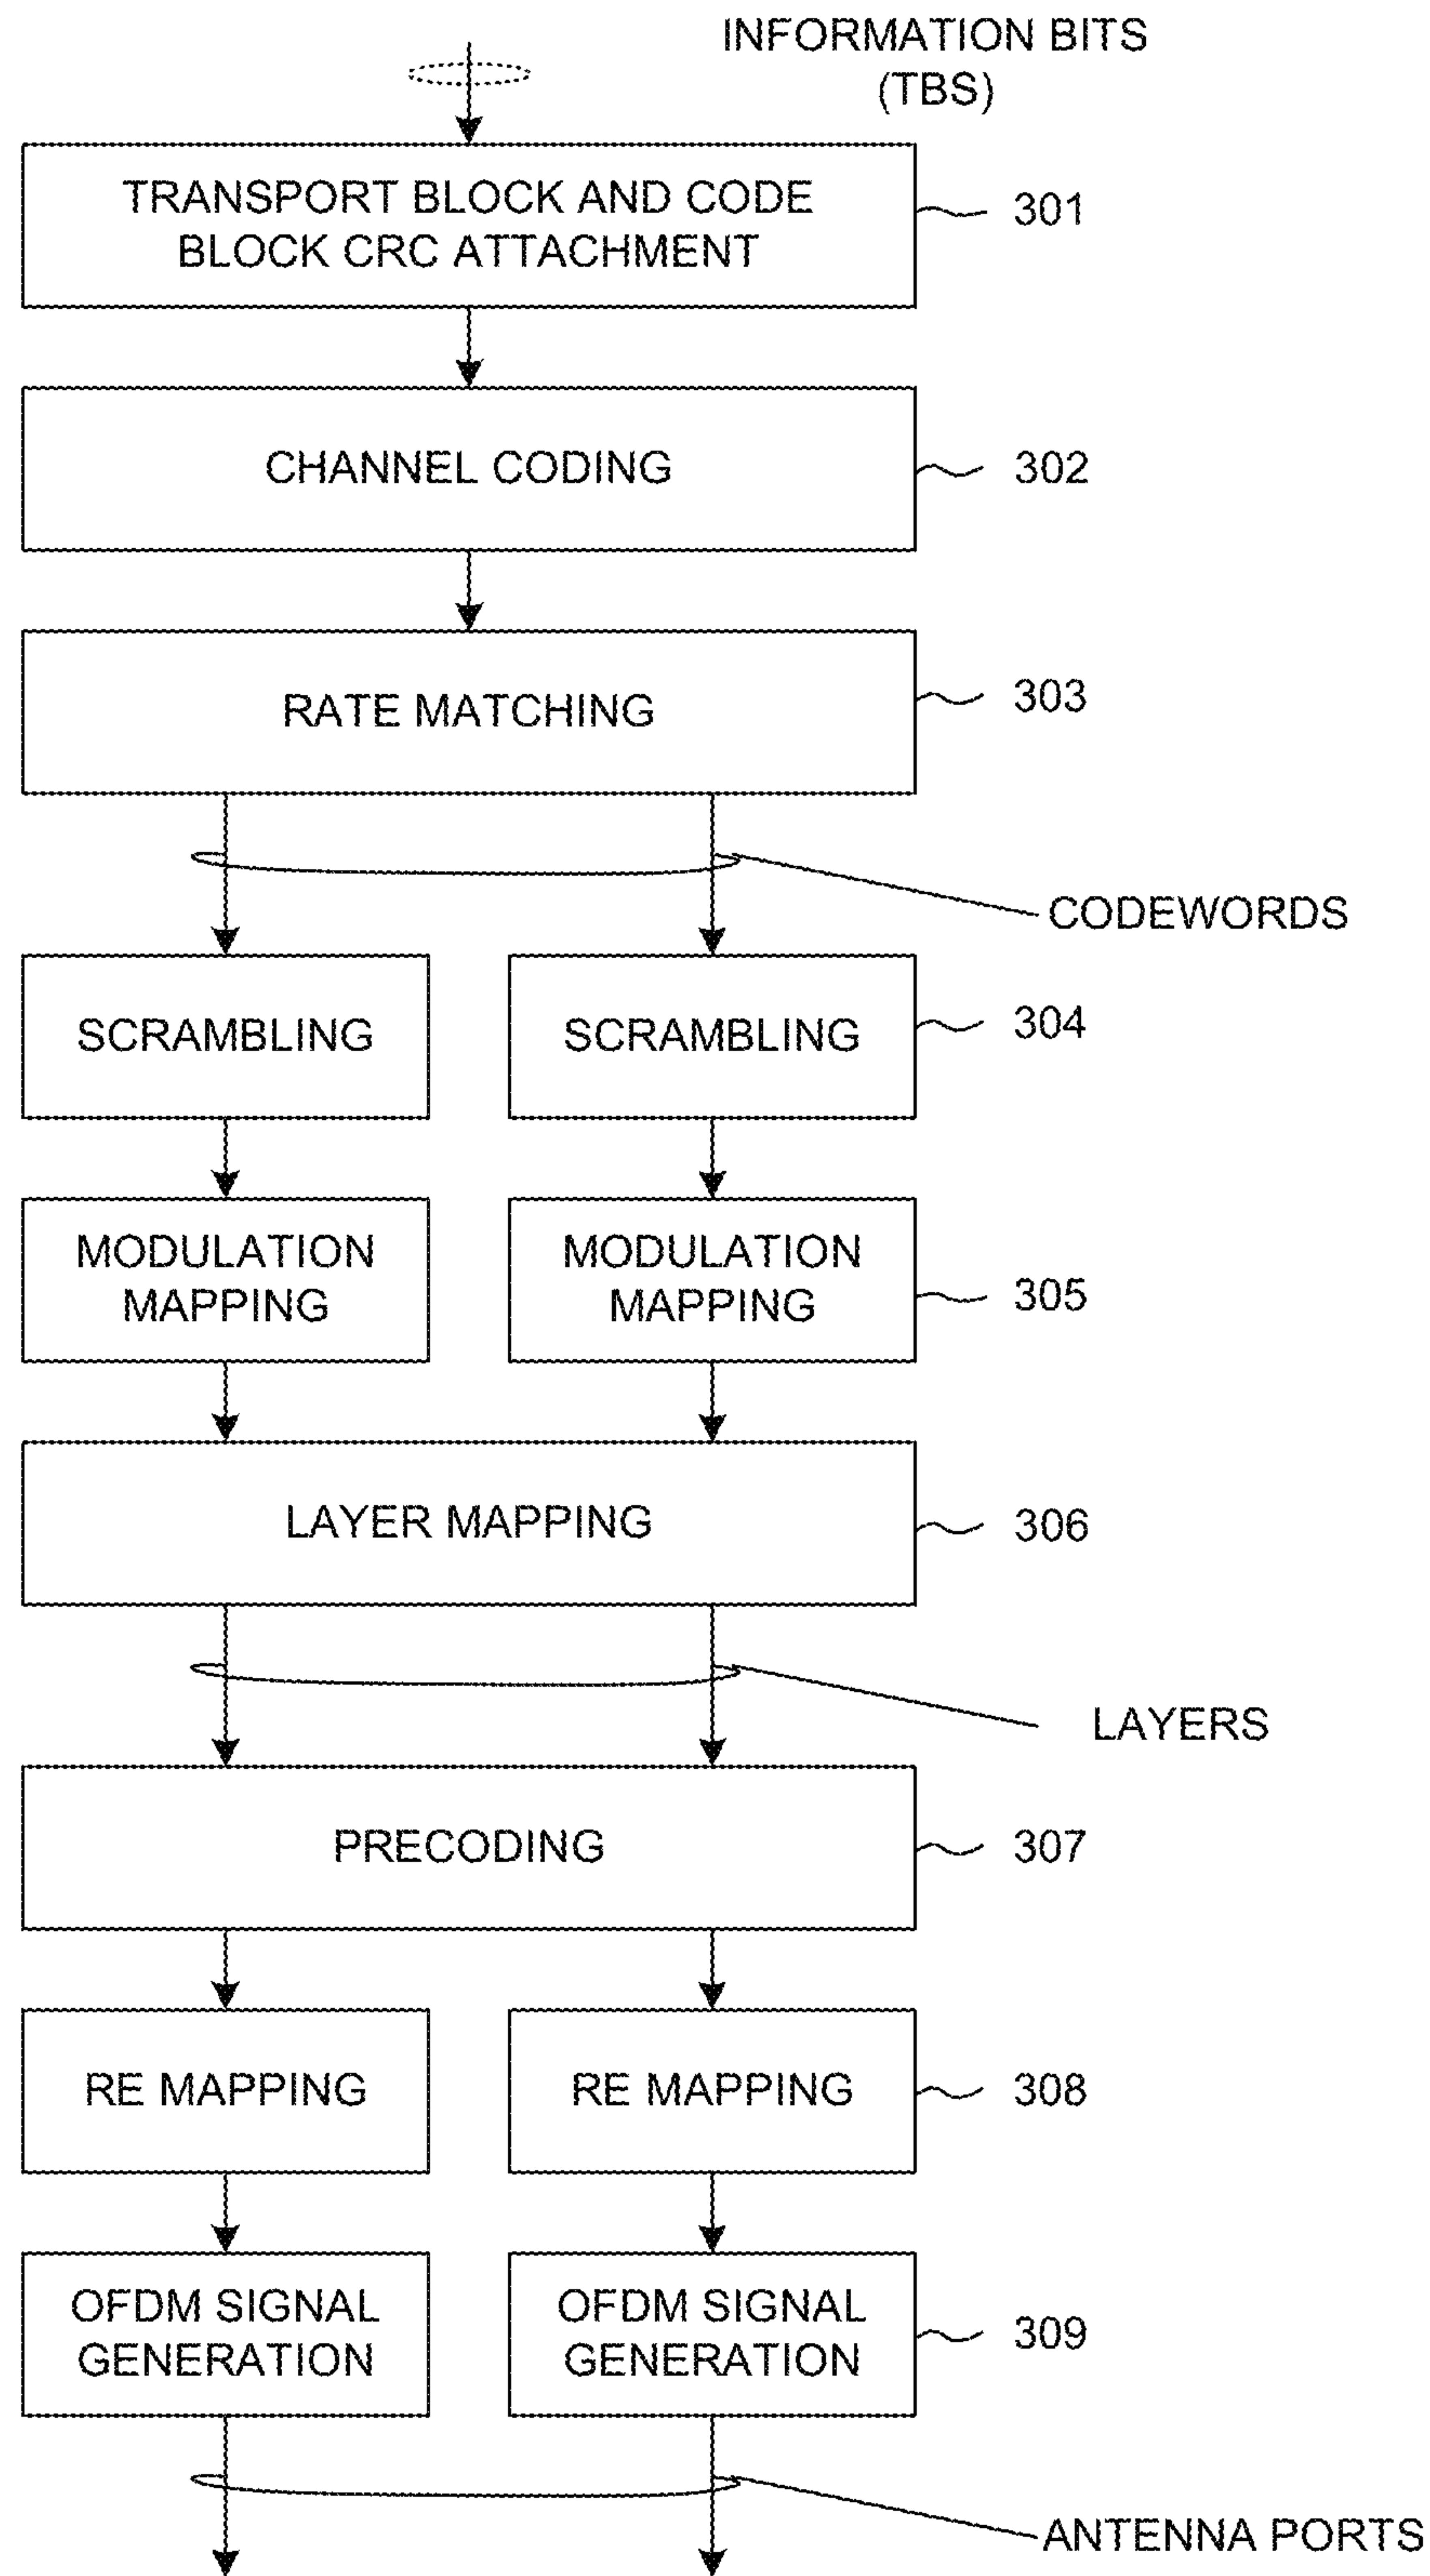 INFORMATION BITS
(TBS)
TRANSPORT BLOCK AND CODE
BLOCK CRC ATTACHMENT
301
CHANNEL CODING
302
RATE MATCHING
303
CODEWORDS
SCRAMBLING
SCRAMBLING
304
MODULATION
MAPPING
MODULATION
MAPPING
305
LAYER MAPPING
306
LAYERS
PRECODING
307
RE MAPPING
RE MAPPING
308
OFDM SIGNAL
GENERATION
OFDM SIGNAL
GENERATION
309
ANTENNA PORTS